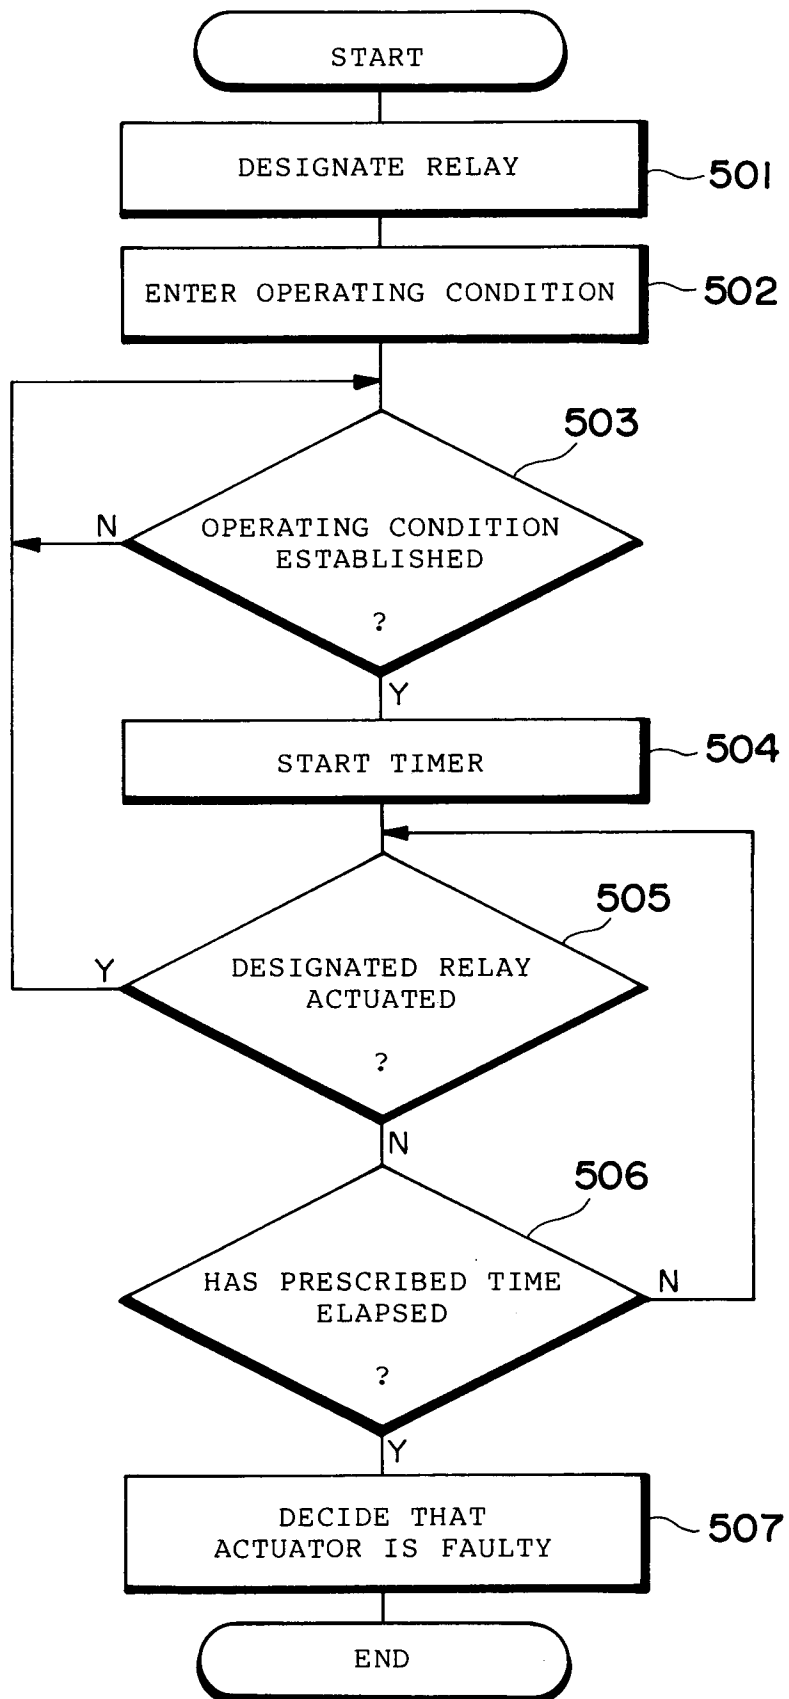 START
DESIGNATE RELAY
501
ENTER OPERATING CONDITION
502
503
N
OPERATING CONDITION
ESTABLISHED
?
Y
START TIMER
504
505
Y
DESIGNATED RELAY
ACTUATED
?
N
506
HAS PRESCRIBED TIME
ELAPSED
N
?
Y
DECIDE THAT
ACTUATOR IS FAULTY
507
END